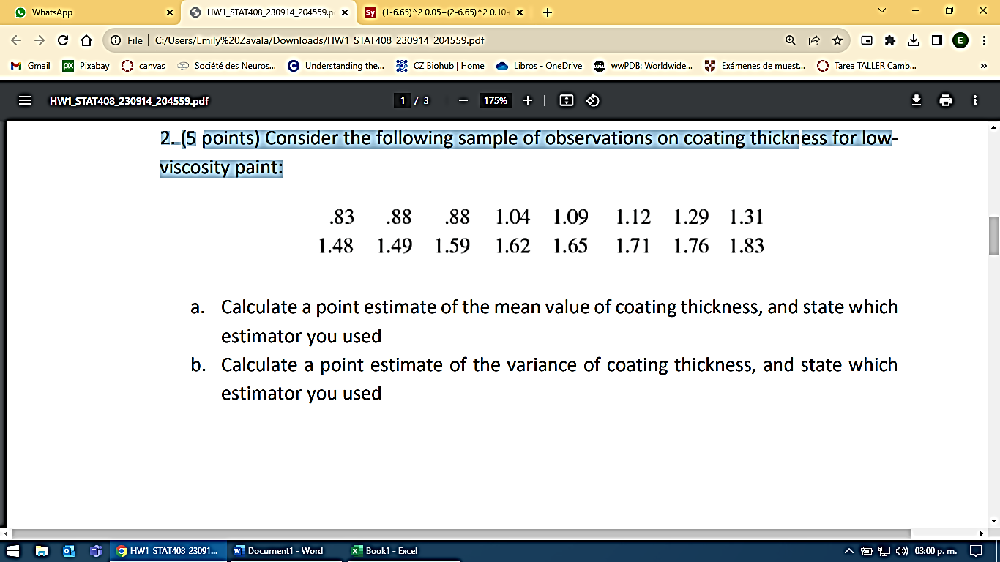 WhatsApp
HW1_STAT408_230914_204559.p
Sy (1-6.65)^2 0.05+(2-6.65)^2 0.10+
File C:/Users/Emily%20Zavala/Downloads/HW1_STAT408_230914_204559.pdf
E
Gmail px Pixabay canva Société des Neuros... C Understanding the... CZ Biohub | Home Libros - OneDrive wwPDB: Worldwide... Exámenes de muest... Tarea TALLER Camb... »
HW1_STAT408_230914_204559.pdf 1 / 3 175%
2. (5 points) Consider the following sample of observations on coating thickness for low-
viscosity paint:
.83 .88 .88 1.04 1.09 1.12 1.29 1.31
1.48 1.49 1.59 1.62 1.65 1.71 1.76 1.83
a. Calculate a point estimate of the mean value of coating thickness, and state which
estimator you used
b. Calculate a point estimate of the variance of coating thickness, and state which
estimator you used
HW1_STAT408_23091... Document1 - Word Book1 - Excel 03:00 p. m.